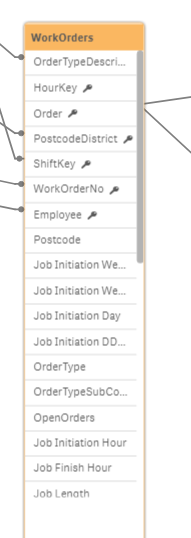 WorkOrders
OrderTypeDescri...
HourKey
Order
PostcodeDistrict
ShiftKey
WorkOrderNo
Employee
Postcode
Job Initiation We...
Job Initiation We...
Job Initiation Day
Job Initiation DD...
OrderType
OrderTypeSubCo...
OpenOrders
Job Initiation Hour
Job Finish Hour
Job Length